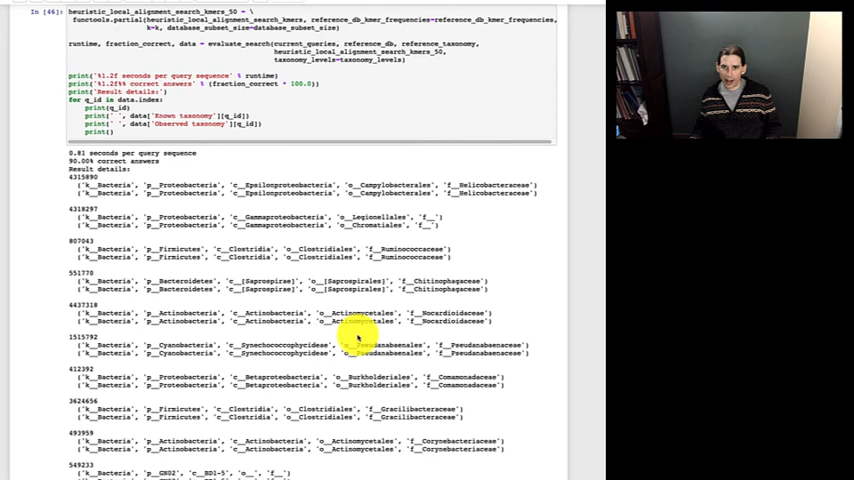 In [46]: heuristic_local_alignment_search_kmers_50 = \
functools.partial(heuristic_local_alignment_search_kmers, reference_db_kmer_frequencies=reference_db_kmer_frequencies,
k=k, database_subset_size=database_subset_size)
runtime, fraction_correct, data = evaluate_search(current_queries, reference_db, reference_taxonomy,
heuristic_local_alignment_search_kmers_50,
taxonomy_levels=taxonomy_levels)
print('%1.2f seconds per query sequence' % runtime)
print('%1.2f%% correct answers' % (fraction_correct * 100.0))
print('Result details:')
for q_id in data.index:
print(q_id)
print(' ', data['Known taxonomy'][q_id])
print(' ', data['Observed taxonomy'][q_id])
print()
0.81 seconds per query sequence
90.00% correct answers
Result details:
4315890
('k__Bacteria', 'p__Proteobacteria', 'c__Epsilonproteobacteria', 'o__Campylobacterales', 'f__Helicobacteraceae')
('k__Bacteria', 'p__Proteobacteria', 'c__Epsilonproteobacteria', 'o__Campylobacterales', 'f__Helicobacteraceae')
4318297
('k__Bacteria', 'p__Proteobacteria', 'c__Gammaproteobacteria', 'o__Legionellales', 'f__')
('k__Bacteria', 'p__Proteobacteria', 'c__Gammaproteobacteria', 'o__Chromatiales', 'f__')
807043
('k__Bacteria', 'p__Firmicutes', 'c__Clostridia', 'o__Clostridiales', 'f__Ruminococcaceae')
('k__Bacteria', 'p__Firmicutes', 'c__Clostridia', 'o__Clostridiales', 'f__Ruminococcaceae')
551770
('k__Bacteria', 'p__Bacteroidetes', 'c__[Saprospirae]', 'o__[Saprospirales]', 'f__Chitinophagaceae')
('k__Bacteria', 'p__Bacteroidetes', 'c__[Saprospirae]', 'o__[Saprospirales]', 'f__Chitinophagaceae')
4437318
('k__Bacteria', 'p__Actinobacteria', 'c__Actinobacteria', 'o__Actinomycetales', 'f__Nocardioidaceae')
('k__Bacteria', 'p__Actinobacteria', 'c__Actinobacteria', 'o__Actinomycetales', 'f__Nocardioidaceae')
1515792
('k__Bacteria', 'p__Cyanobacteria', 'c__Synechococcophycideae', 'o__Pseudanabaenales', 'f__Pseudanabaenaceae')
('k__Bacteria', 'p__Cyanobacteria', 'c__Synechococcophycideae', 'o__Pseudanabaenales', 'f__Pseudanabaenaceae')
412392
('k__Bacteria', 'p__Proteobacteria', 'c__Betaproteobacteria', 'o__Burkholderiales', 'f__Comamonadaceae')
('k__Bacteria', 'p__Proteobacteria', 'c__Betaproteobacteria', 'o__Burkholderiales', 'f__Comamonadaceae')
3624656
('k__Bacteria', 'p__Firmicutes', 'c__Clostridia', 'o__Clostridiales', 'f__Gracilibacteraceae')
('k__Bacteria', 'p__Firmicutes', 'c__Clostridia', 'o__Clostridiales', 'f__Gracilibacteraceae')
493959
('k__Bacteria', 'p__Actinobacteria', 'c__Actinobacteria', 'o__Actinomycetales', 'f__Corynebacteriaceae')
('k__Bacteria', 'p__Actinobacteria', 'c__Actinobacteria', 'o__Actinomycetales', 'f__Corynebacteriaceae')
549233
('k__Bacteria', 'p__GN02', 'c__BD1-5', 'o__', 'f__')